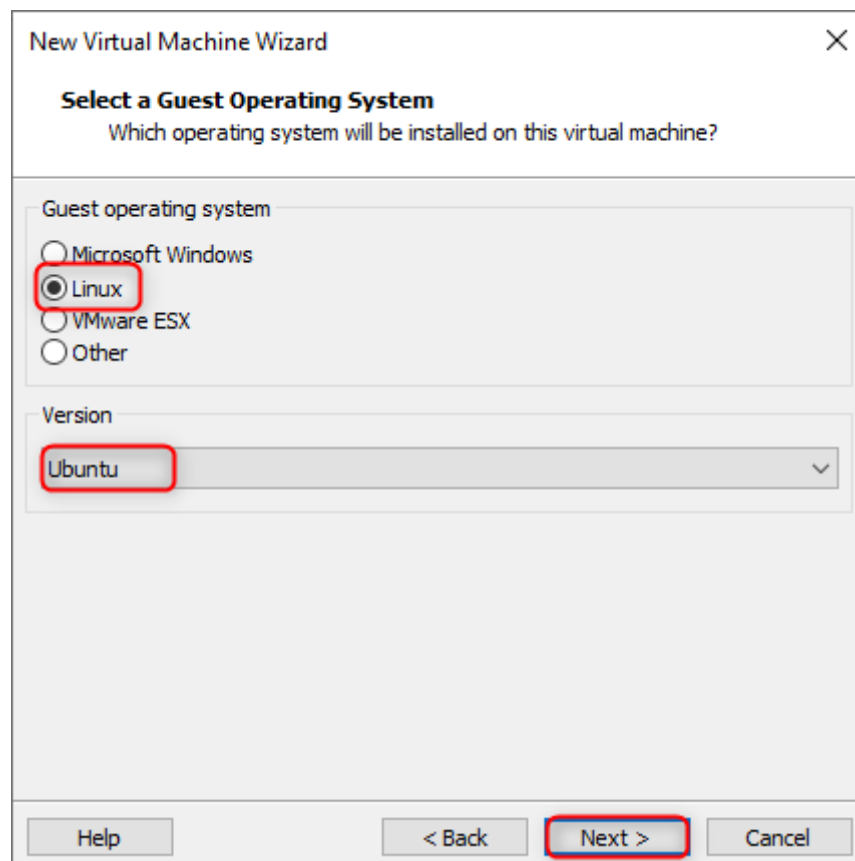 New Virtual Machine Wizard
Select a Guest Operating System
Which operating system will be installed on this virtual machine?
Guest operating system
Microsoft Windows
Linux
VMware ESX
Other
Version
Ubuntu
Help
< Back
Next >
Cancel